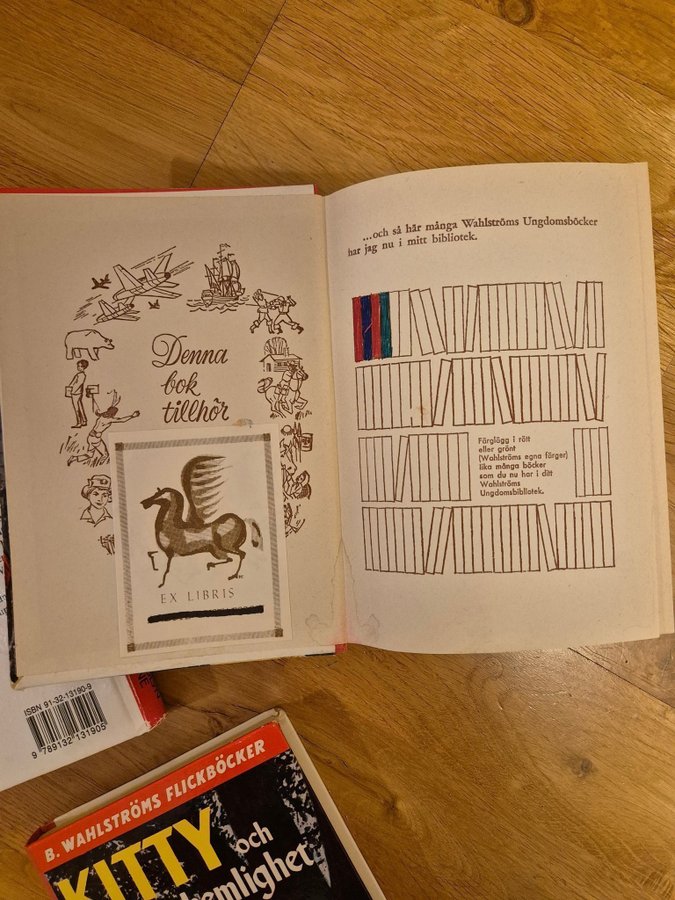 Denna
bok
tillhör
EX LIBRIS
...och så här många Wahlströms Ungdomsböcker
har jag nu i mitt bibliotek.
Färglägg i rött
eller grönt
(Wahlströms egna färger)
lika många böcker
som du nu har i ditt
Wahlströms
Ungdomsbibliotek.
ISBN 91-32-13190-9
9 789132 131905
B. WAHLSTRÖMS FLICKBÖCKER
KITTY och
hemlighet